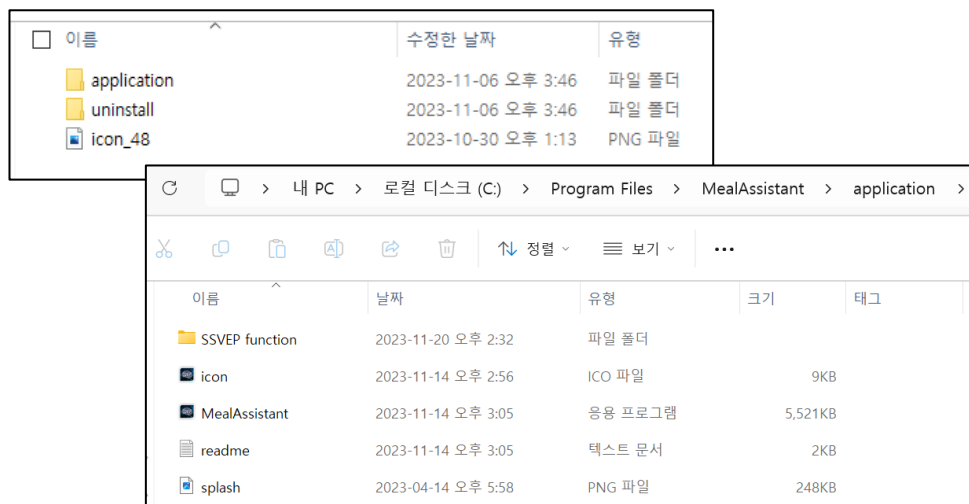 이름 수정한 날짜 유형
application 2023-11-06 오후 3:46 파일 폴더
uninstall 2023-11-06 오후 3:46 파일 폴더
icon_48 2023-10-30 오후 1:13 PNG 파일
> 내 PC > 로컬 디스크 (C:) > Program Files > MealAssistant > application >
정렬 보기 •••
이름 날짜 유형 크기 태그
SSVEP function 2023-11-20 오후 2:32 파일 폴더
icon 2023-11-14 오후 2:56 ICO 파일 9KB
MealAssistant 2023-11-14 오후 3:05 응용 프로그램 5,521KB
readme 2023-11-14 오후 3:05 텍스트 문서 2KB
splash 2023-04-14 오후 5:58 PNG 파일 248KB